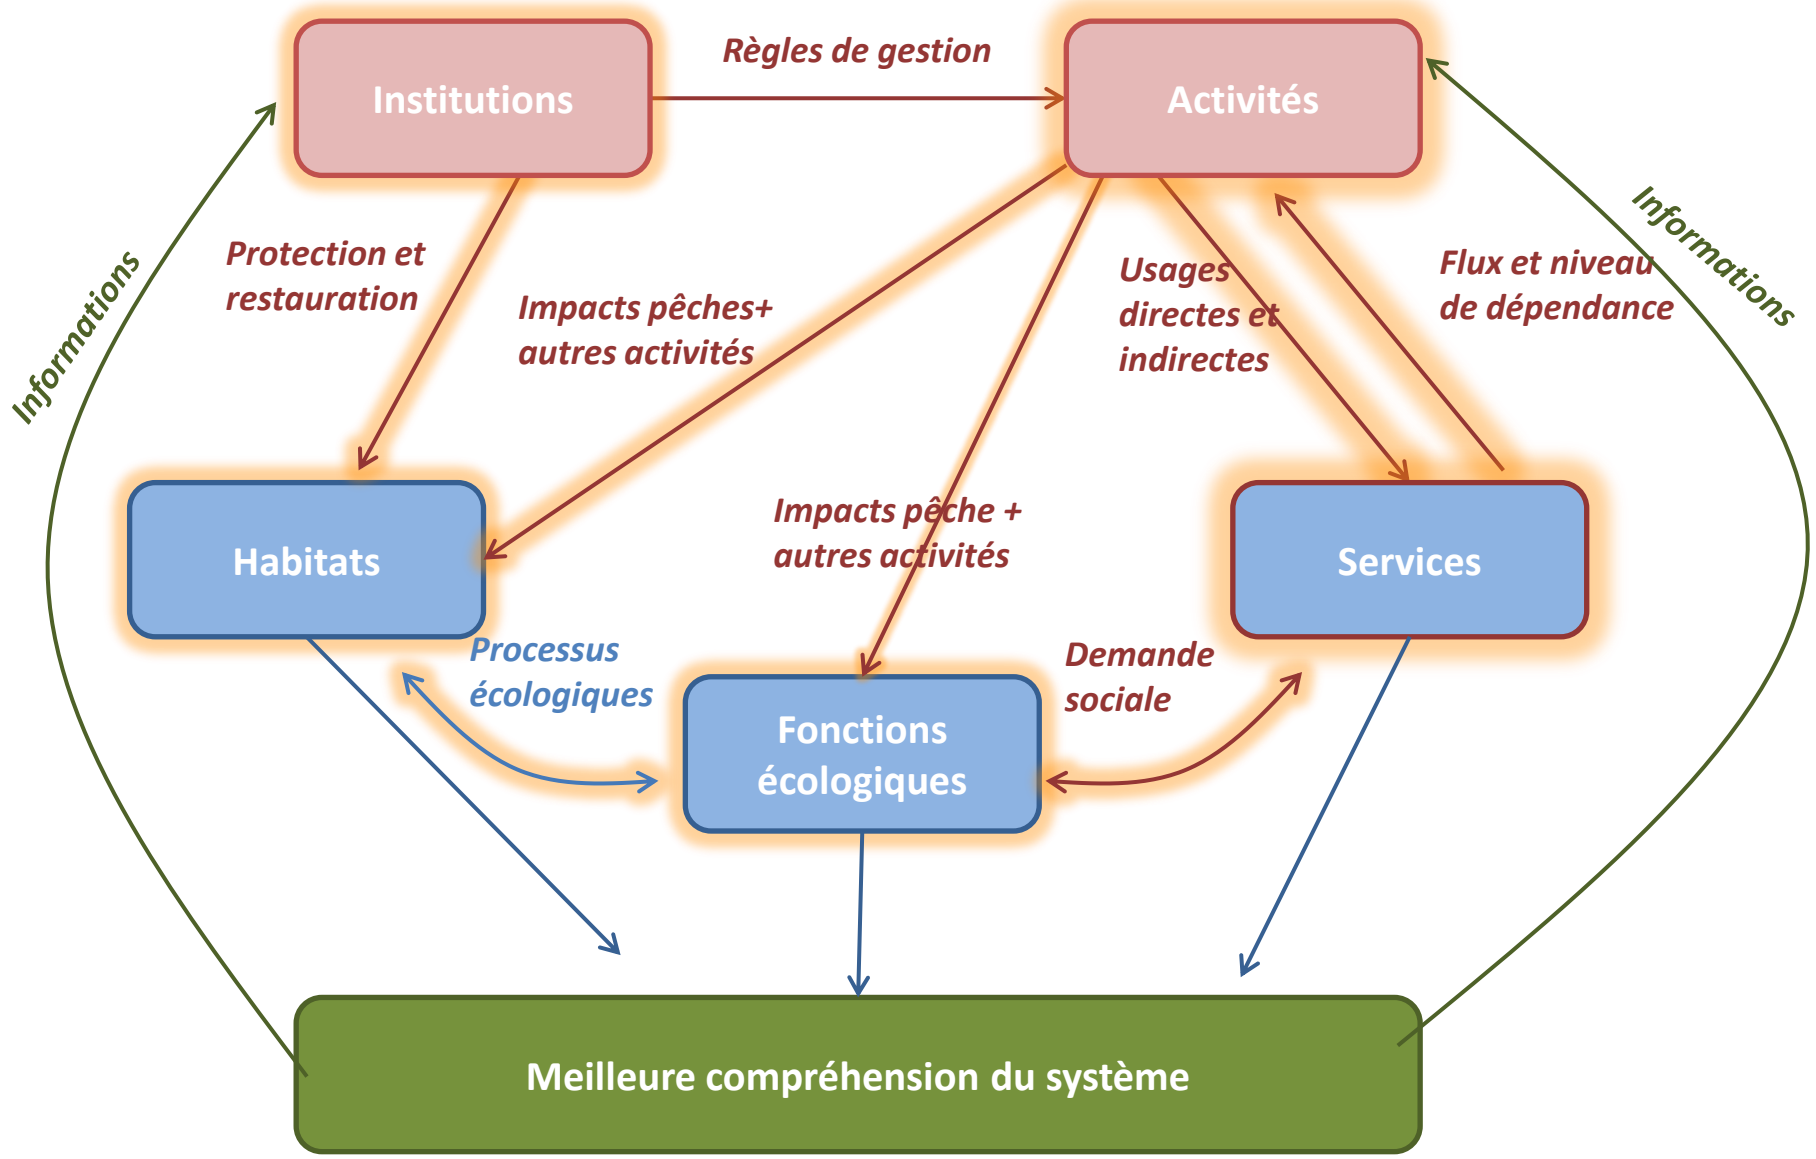 Règles de gestion
Institutions
Activités
Informations
Protection et
restauration
Impacts pêches+
autres activités
Usages
directes et
indirectes
Flux et niveau
de dépendance
Informations
Impacts pêche +
autres activités
Habitats
Services
Processus
écologiques
Demande
sociale
Fonctions
écologiques
Meilleure compréhension du système